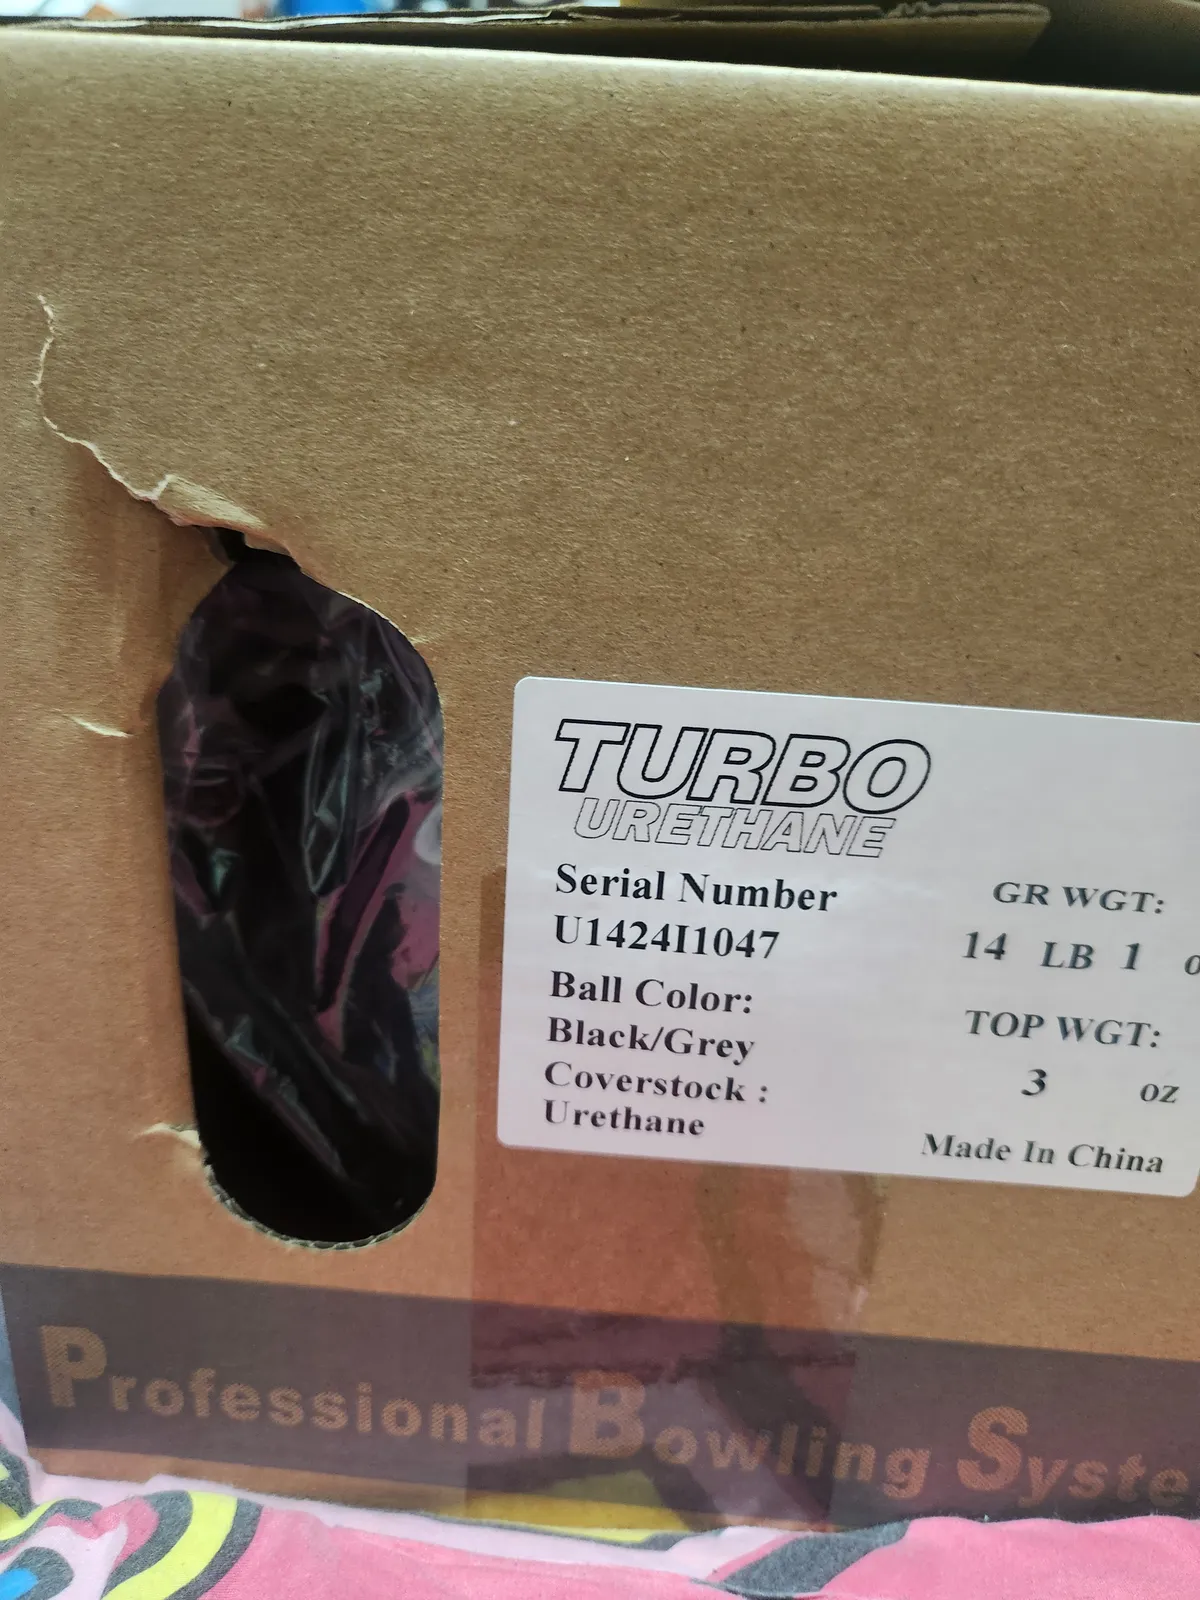 TURBO
URETHANE
Serial Number
U1424I1047
Ball Color:
Black/Grey
Coverstock :
Urethane
GR WGT:
14 LB 1
TOP WGT:
3 oz
Made In China
Professional Bowling